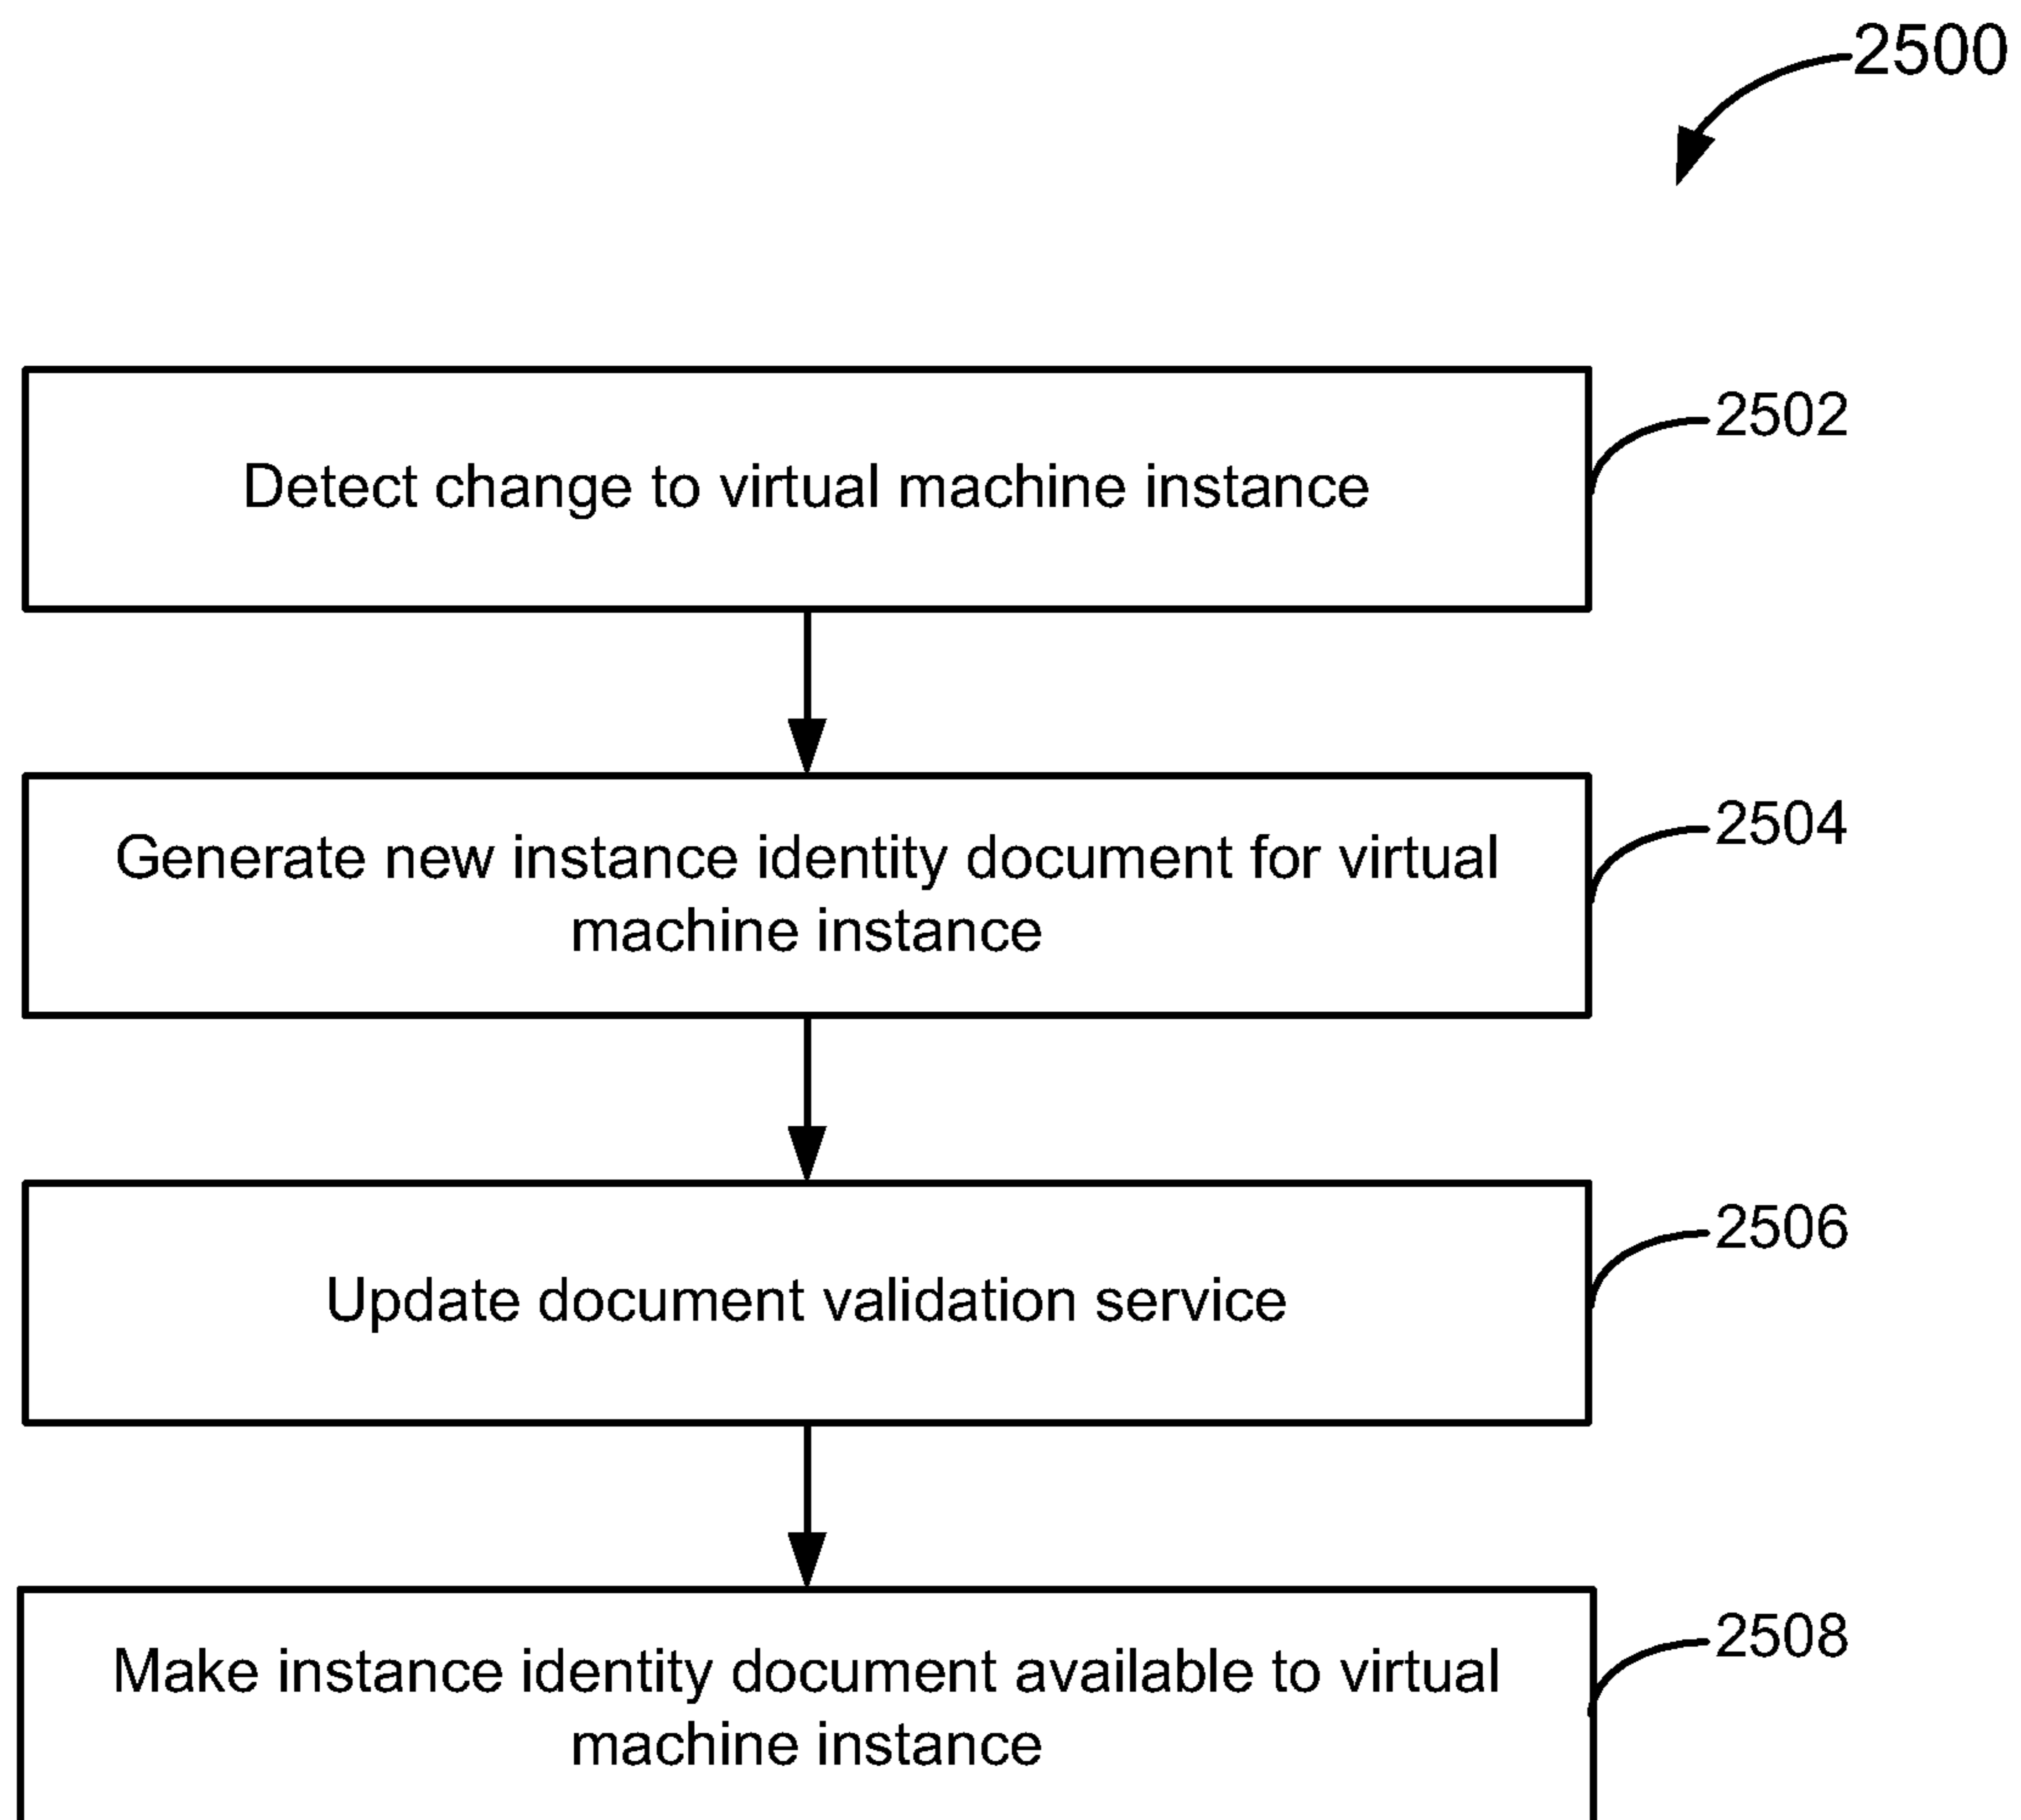 2500
Detect change to virtual machine instance
2502
Generate new instance identity document for virtual
machine instance
2504
Update document validation service
2506
Make instance identity document available to virtual
machine instance
2508